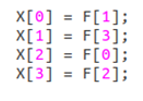 X[0] = F[1];
X[1] = F[3];
X[2] = F[0];
X[3] = F[2];